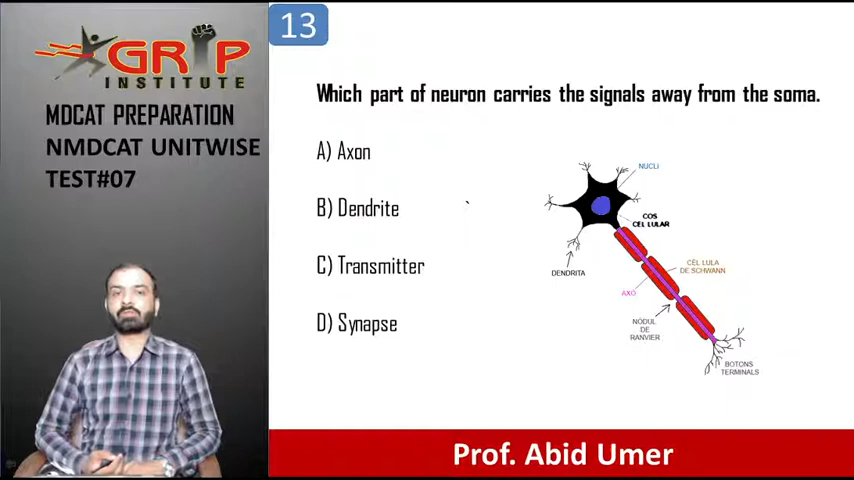 GRIP
INSTITUTE
MDCAT PREPARATION
NMDCAT UNITWISE
TEST#07
13
Which part of neuron carries the signals away from the soma.
A) Axon
B) Dendrite
C) Transmitter
D) Synapse
NUCLI
COS
CEL LULAR
CÈL LULA
DE SCHWANN
DENDRITA
AXO
NÒDUL
DE
RANVIER
BOTONS
TERMINALS
Prof. Abid Umer